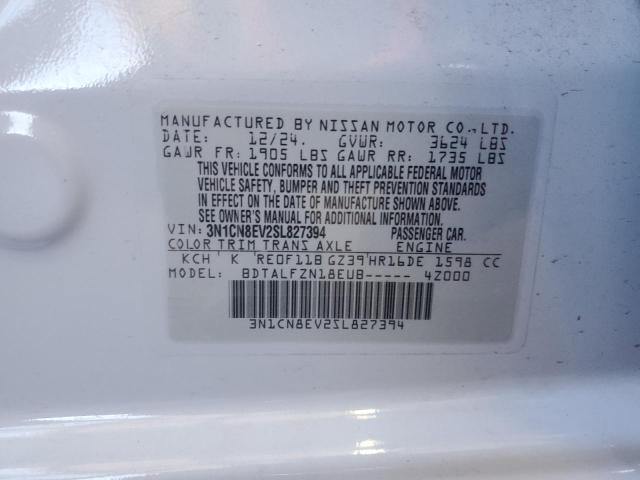 MANUFACTURED BY NISSAN MOTOR CO.,LTD.
DATE: 12/24. GVWR: 3624 LBS
GAWR FR: 1905 LBS GAWR RR: 1735 LBS
THIS VEHICLE CONFORMS TO ALL APPLICABLE FEDERAL MOTOR
VEHICLE SAFETY, BUMPER AND THEFT PREVENTION STANDARDS
IN EFFECT ON THE DATE OF MANUFACTURE SHOWN ABOVE.
SEE OWNER'S MANUAL FOR ADDITIONAL INFORMATION.
VIN: 3N1CN8EV2SL827394 PASSENGER CAR.
COLOR TRIM TRANS AXLE ENGINE
KCH K RE0F11B GZ39 HR16DE 1598 CC
MODEL: BDTALFZN18EUB----- 4Z000
3N1CN8EV2SL827394